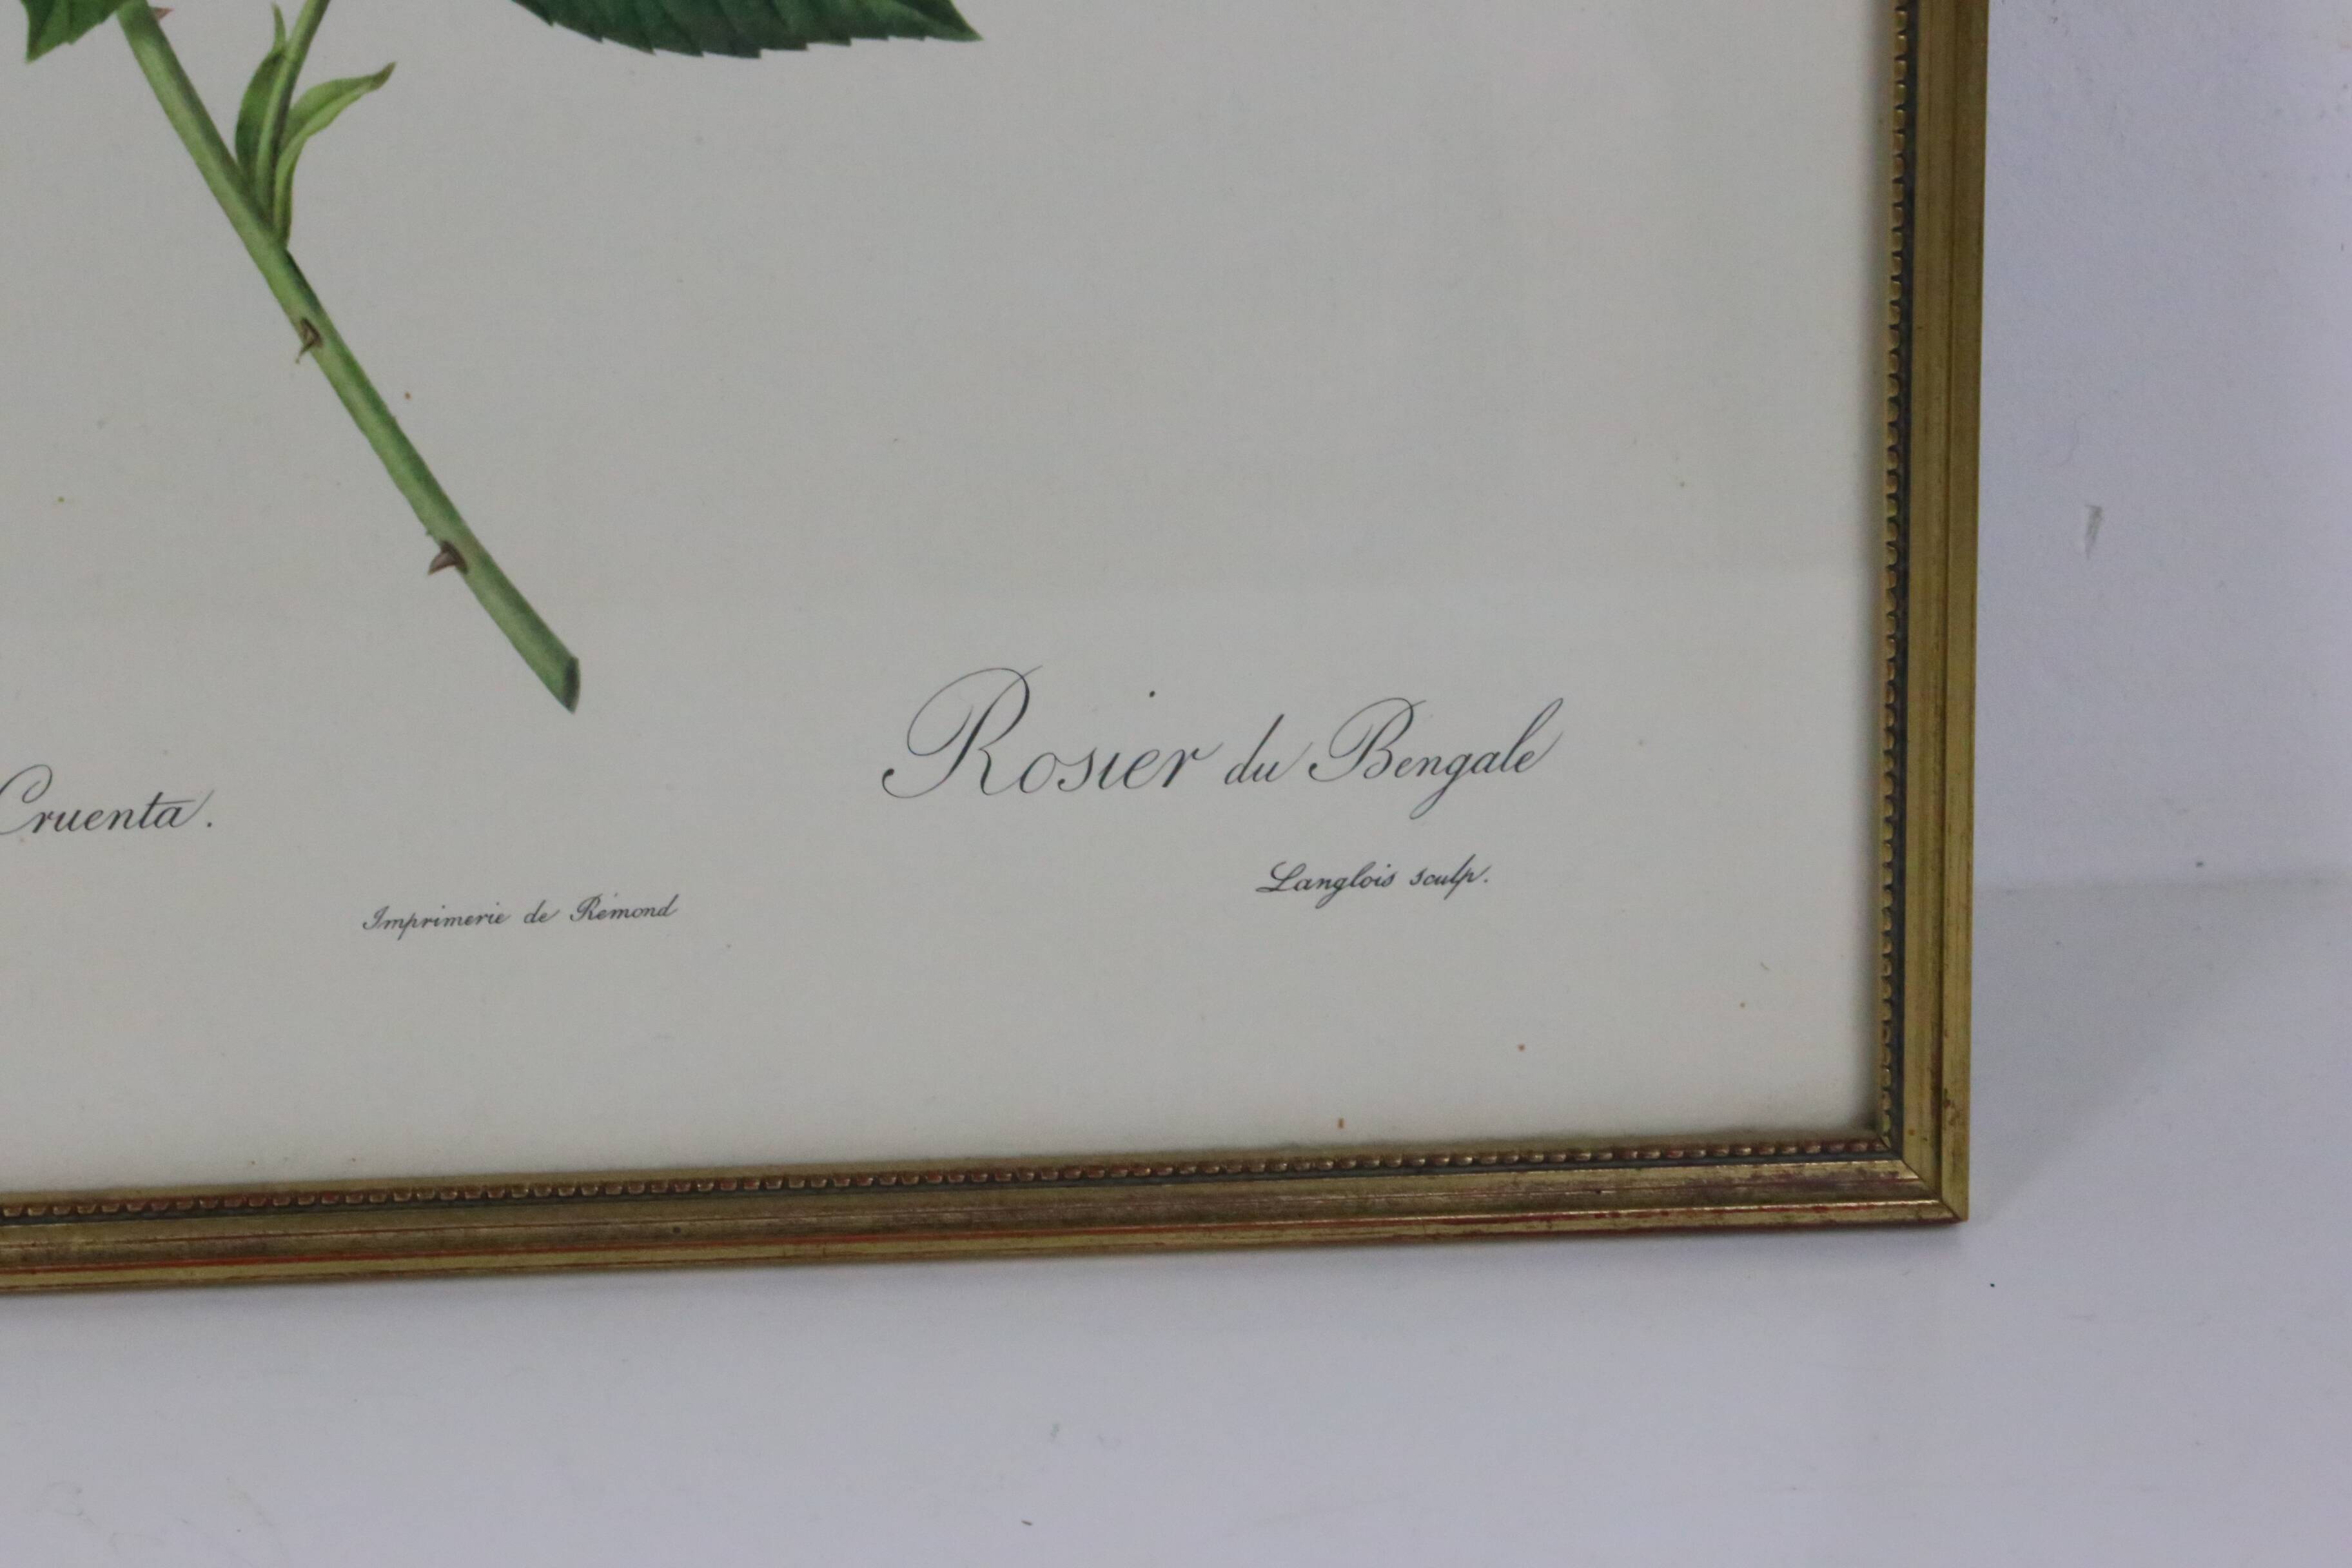 Cruenta.
Rosier du Bengale
Imprimerie de Rémond
Langlois sculp.